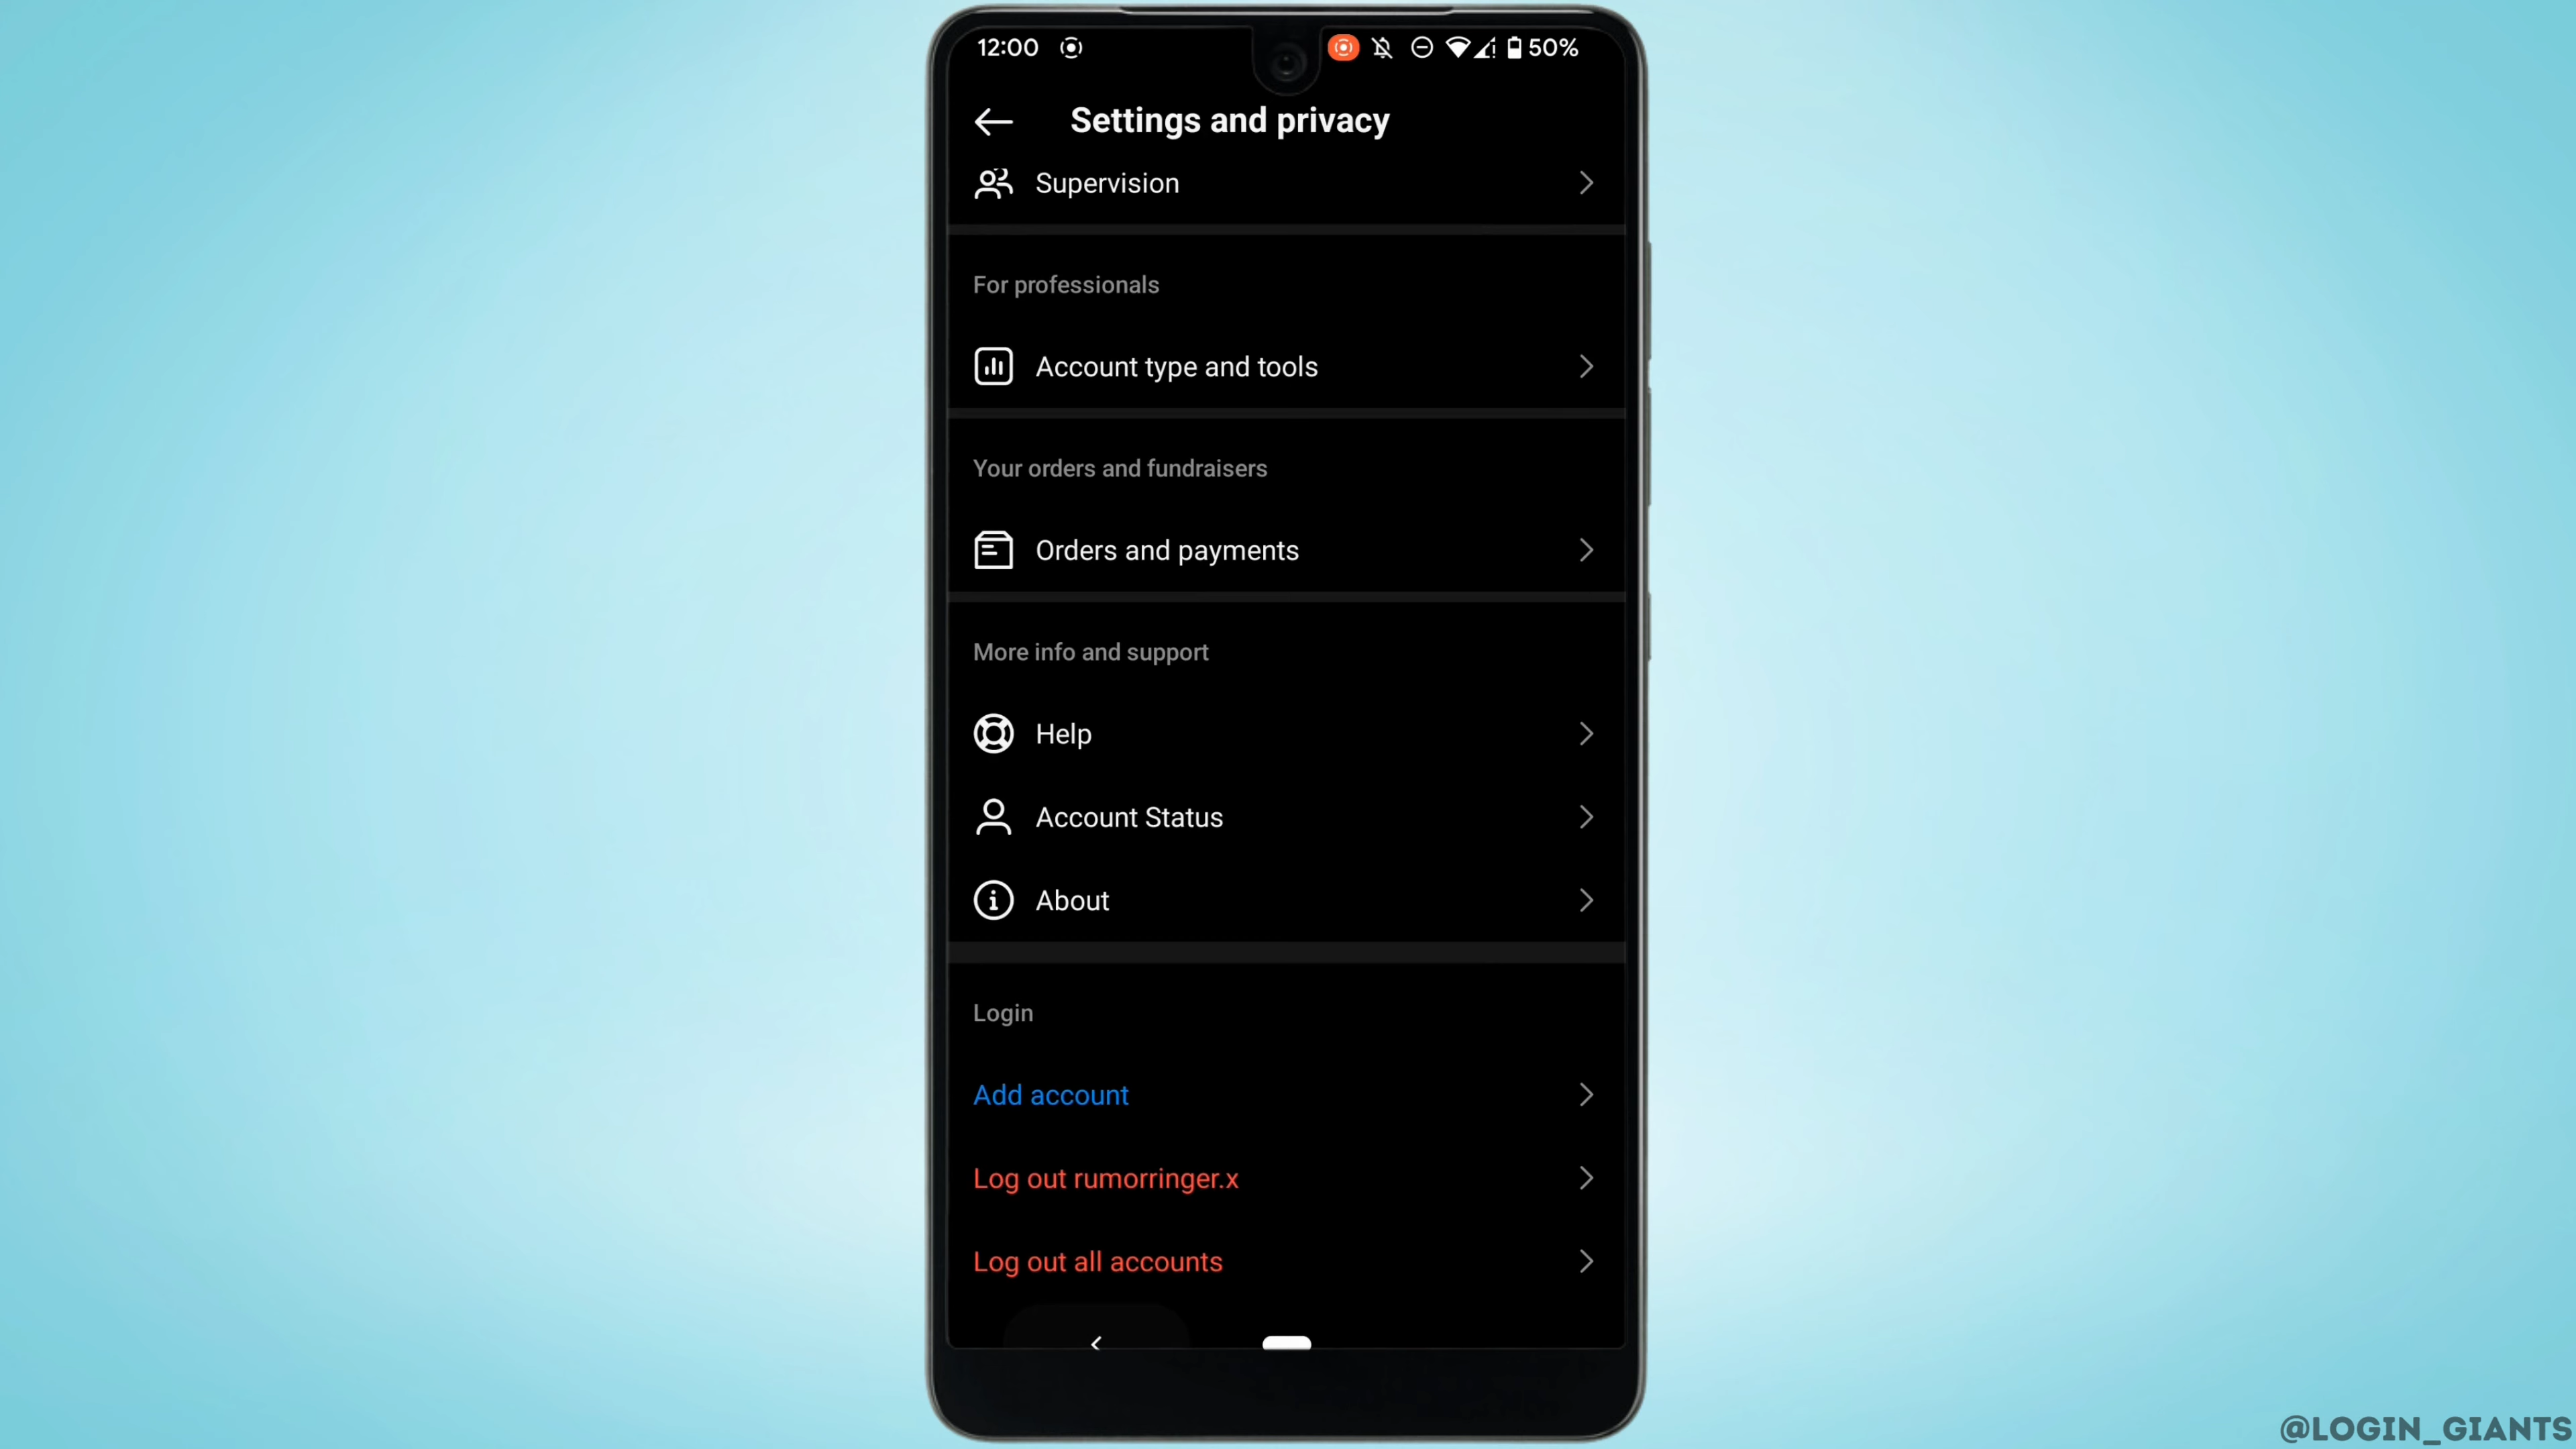 12:00
50%
Settings and privacy
Supervision
For professionals
Account type and tools
Your orders and fundraisers
Orders and payments
More info and support
Help
Account Status
About
Login
Add account
Log out rumorringer.x
Log out all accounts
@LOGIN_GIANTS